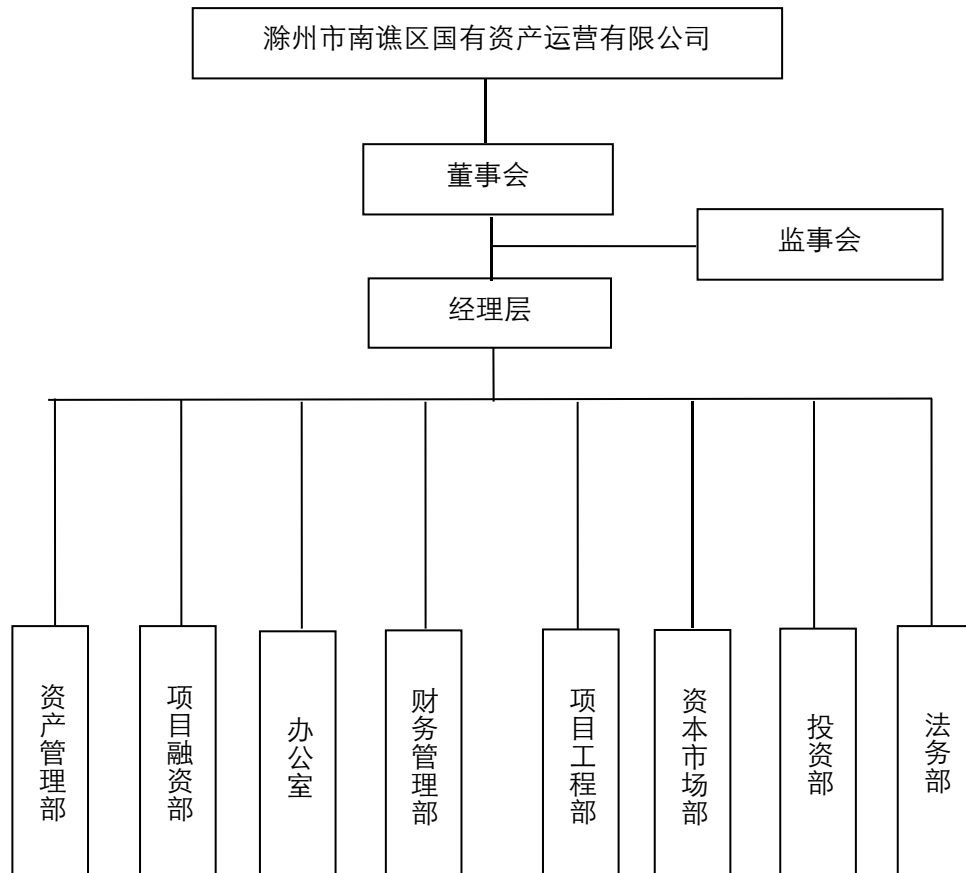 滁州市南谯区国有资产运营有限公司
董事会
监事会
经理层
资产管理部
项目融资部
办公室
财务管理部
项目工程部
资本市场部
投资部
法务部